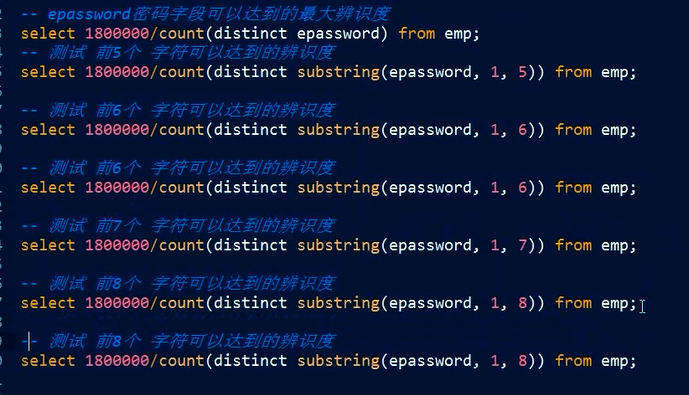 -- epassword密码字段可以达到的最大辨识度
select 1800000/count(distinct epassword) from emp;
-- 测试 前5个 字符可以达到的辨识度
select 1800000/count(distinct substring(epassword, 1, 5)) from emp;
-- 测试 前6个 字符可以达到的辨识度
select 1800000/count(distinct substring(epassword, 1, 6)) from emp;
-- 测试 前6个 字符可以达到的辨识度
select 1800000/count(distinct substring(epassword, 1, 6)) from emp;
-- 测试 前7个 字符可以达到的辨识度
select 1800000/count(distinct substring(epassword, 1, 7)) from emp;
-- 测试 前8个 字符可以达到的辨识度
select 1800000/count(distinct substring(epassword, 1, 8)) from emp;
-- 测试 前8个 字符可以达到的辨识度
select 1800000/count(distinct substring(epassword, 1, 8)) from emp;